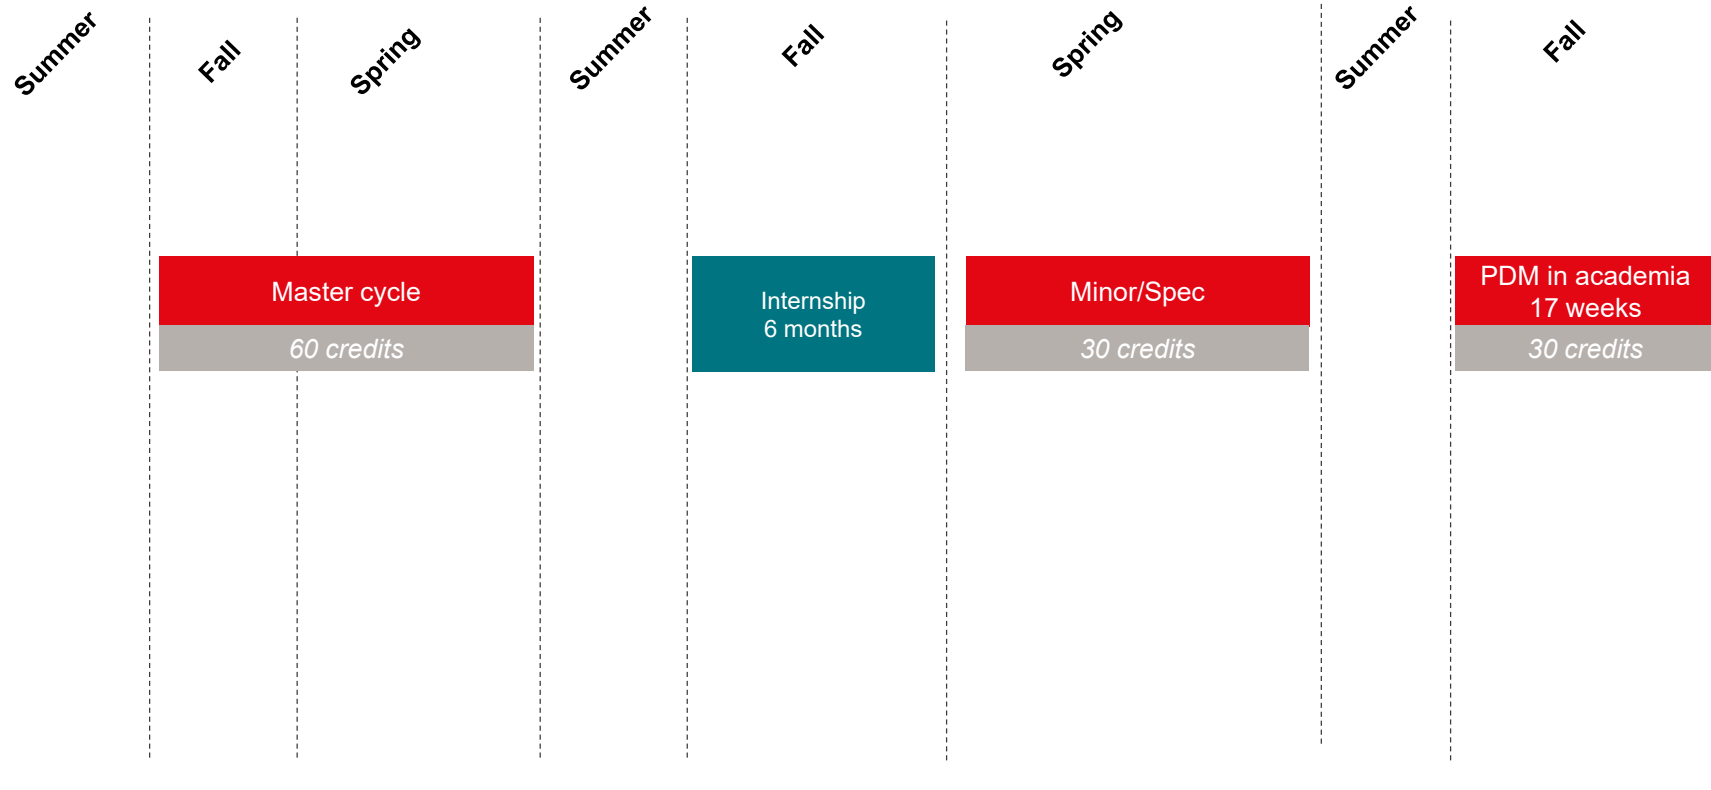 Summer
Fall
Spring
Summer
Fall
Spring
Summer
Fall
Master cycle
60 credits
Internship
6 months
Minor/Spec
30 credits
PDM in academia
17 weeks
30 credits